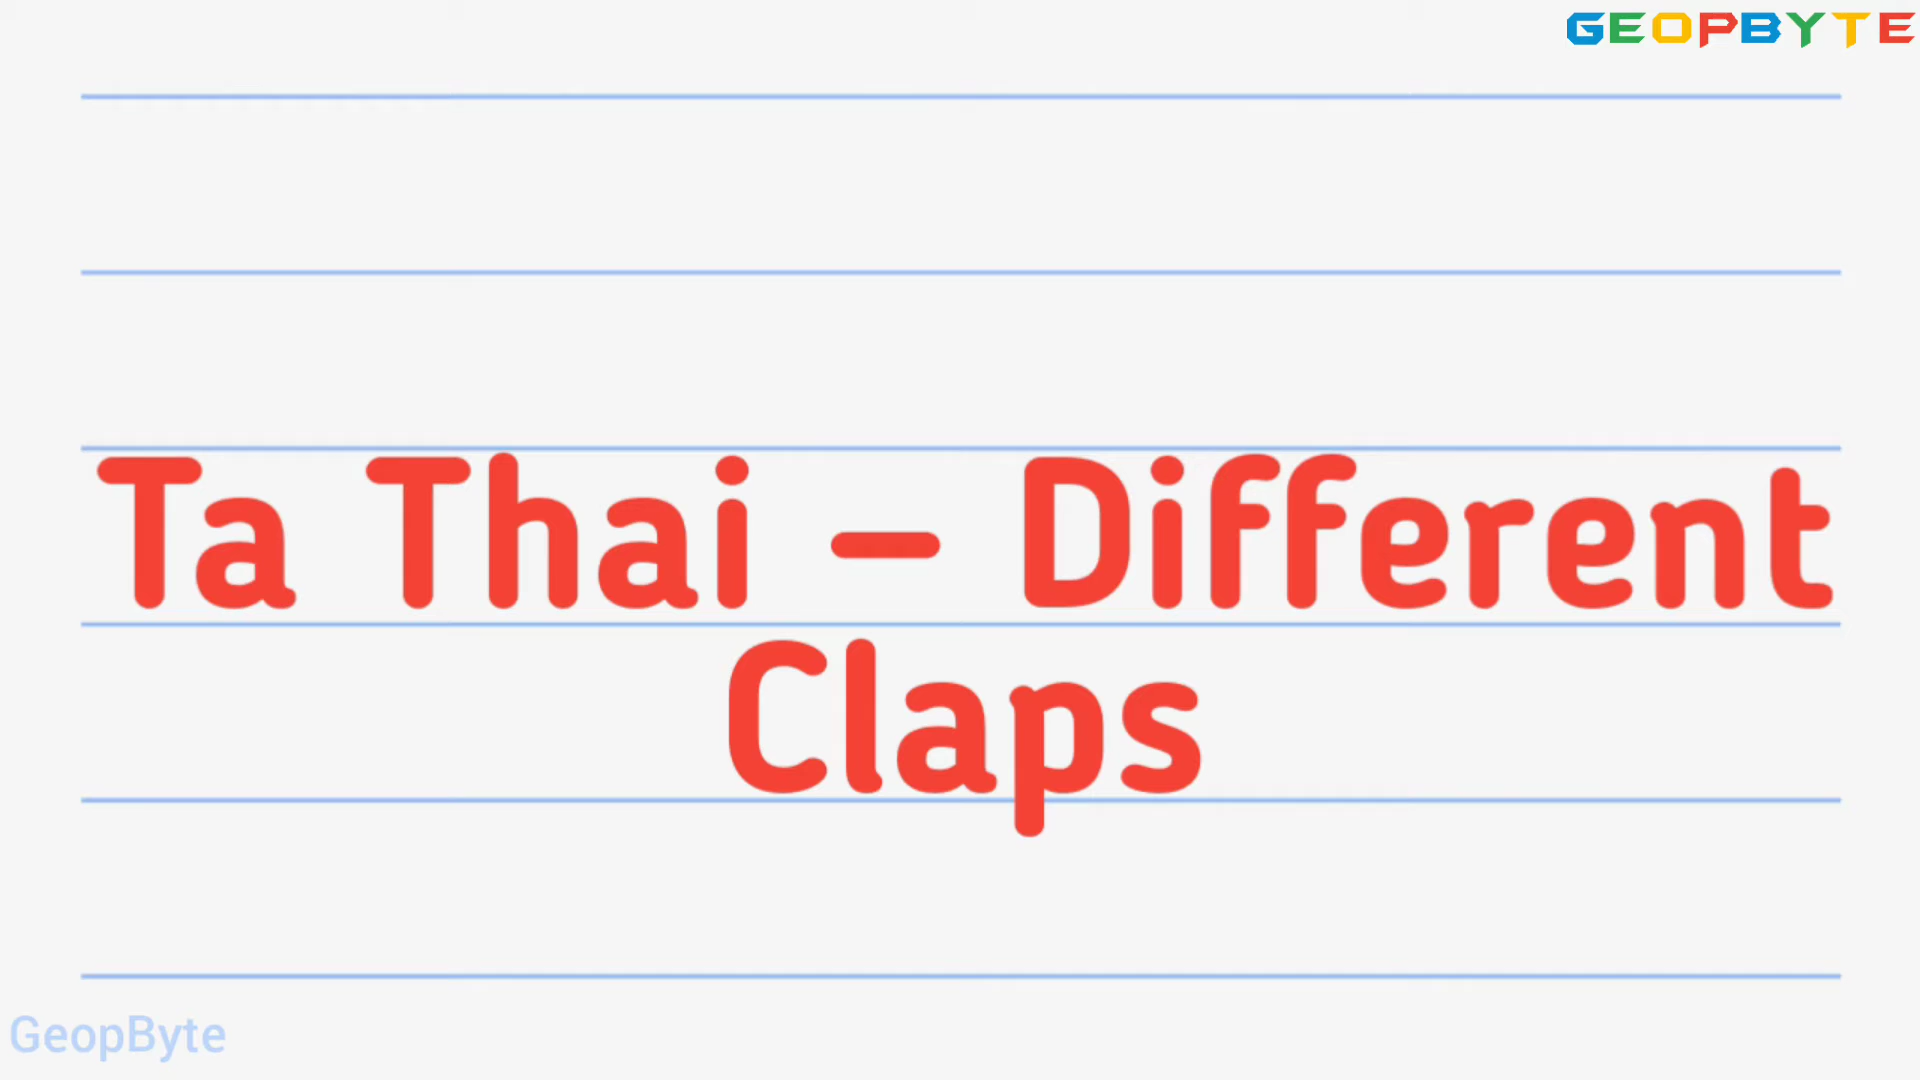 GEOPBYTE
Ta Thai – Different
Claps
GeopByte